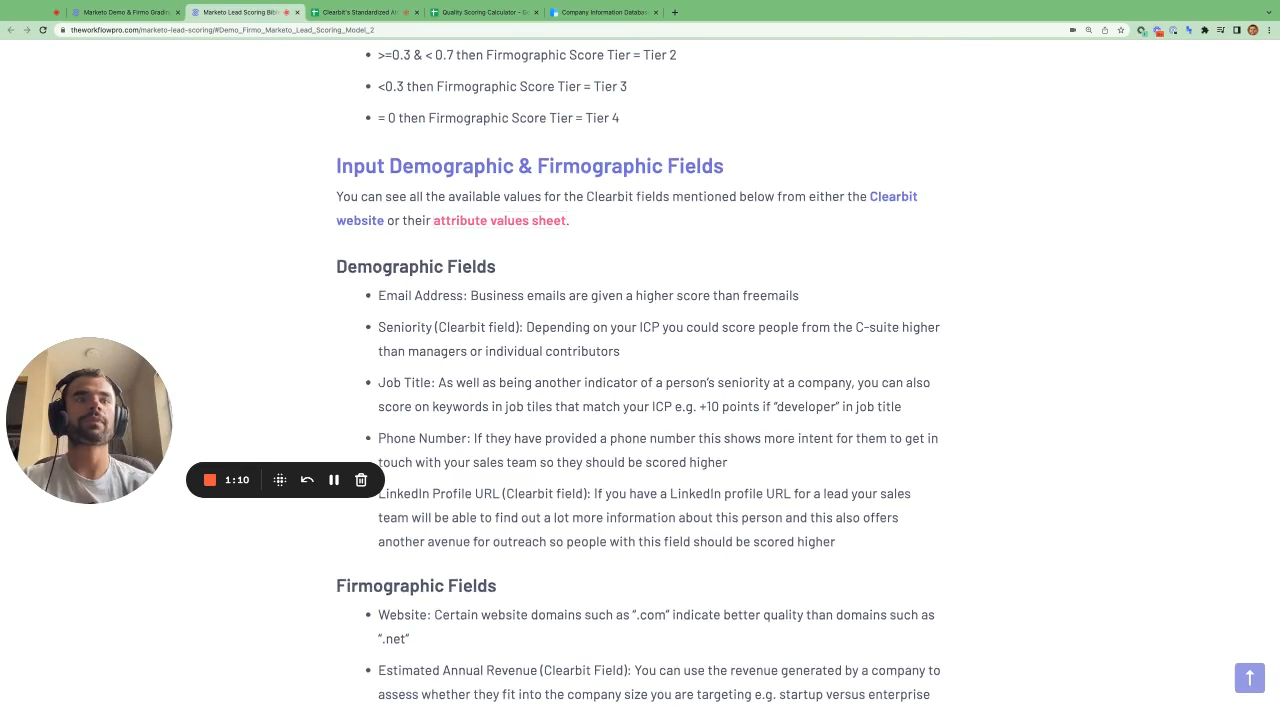 Marketo Demo & Firmo Gradin
Marketo Lead Scoring Bibl
Clearbit's Standardized At
Quality Scoring Calculator - G
Company Information Databas
theworkflowpro.com/marketo-lead-scoring/#Demo_Firmo_Marketo_Lead_Scoring_Model_2
• >=0.3 & < 0.7 then Firmographic Score Tier = Tier 2
• <0.3 then Firmographic Score Tier = Tier 3
• = 0 then Firmographic Score Tier = Tier 4
Input Demographic & Firmographic Fields
You can see all the available values for the Clearbit fields mentioned below from either the Clearbit
website or their attribute values sheet.
Demographic Fields
• Email Address: Business emails are given a higher score than freemails
• Seniority (Clearbit field): Depending on your ICP you could score people from the C-suite higher
than managers or individual contributors
• Job Title: As well as being another indicator of a person's seniority at a company, you can also
score on keywords in job tiles that match your ICP e.g. +10 points if “developer” in job title
• Phone Number: If they have provided a phone number this shows more intent for them to get in
touch with your sales team so they should be scored higher
1:10
LinkedIn Profile URL (Clearbit field): If you have a LinkedIn profile URL for a lead your sales
team will be able to find out a lot more information about this person and this also offers
another avenue for outreach so people with this field should be scored higher
Firmographic Fields
• Website: Certain website domains such as “.com” indicate better quality than domains such as
“.net”
• Estimated Annual Revenue (Clearbit Field): You can use the revenue generated by a company to
assess whether they fit into the company size you are targeting e.g. startup versus enterprise